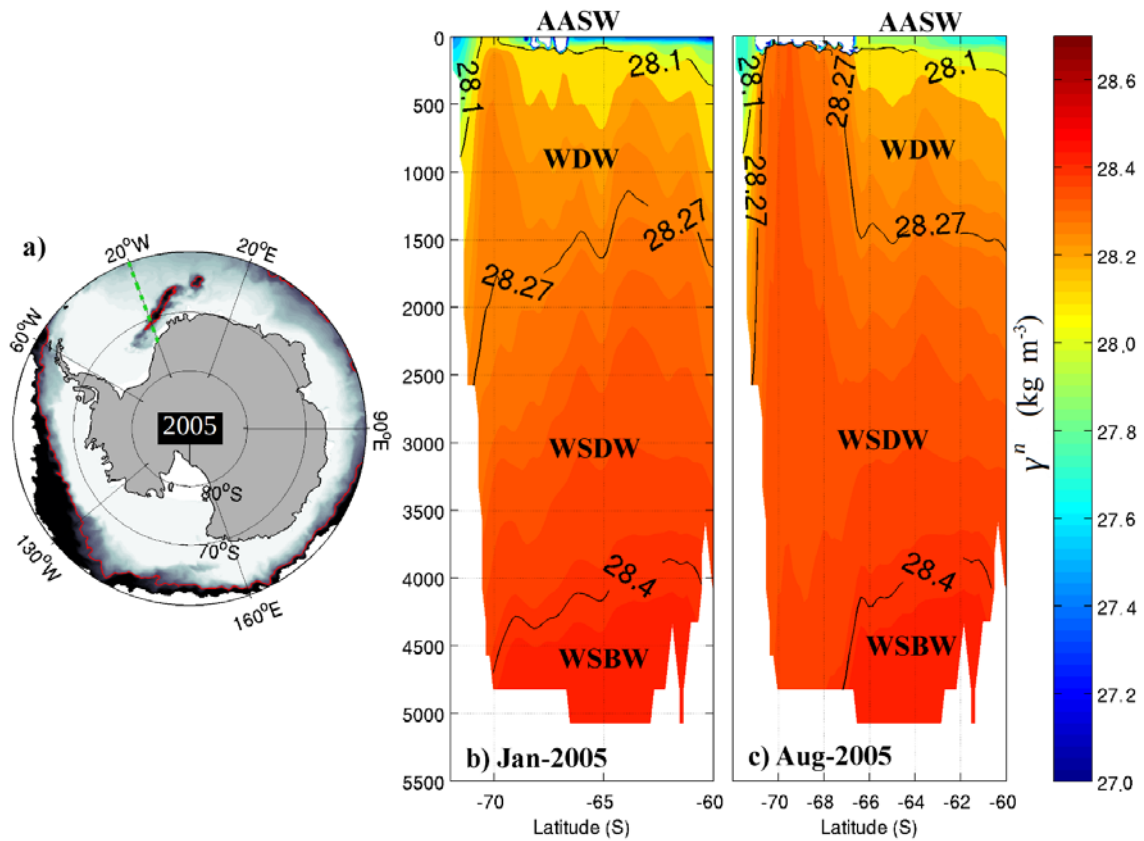 a)
20°W
20°E
60°W
90°E
2005
80°S
70°S
130°W
160°E
AASW
0
500
1000
1500
2000
2500
3000
3500
4000
4500
5000
5500
28.1
28.1
WDW
28.27
28.27
WSDW
28.4
WSBW
b) Jan-2005
-70
-65
-60
Latitude (S)
AASW
28.1
28.27
28.1
WDW
28.27
28.27
WSDW
28.4
WSBW
c) Aug-2005
-70
-68
-66
-64
-62
-60
Latitude (S)
28.6
28.4
28.2
28.0
27.8
27.6
27.4
27.2
27.0
γⁿ (kg m⁻³)